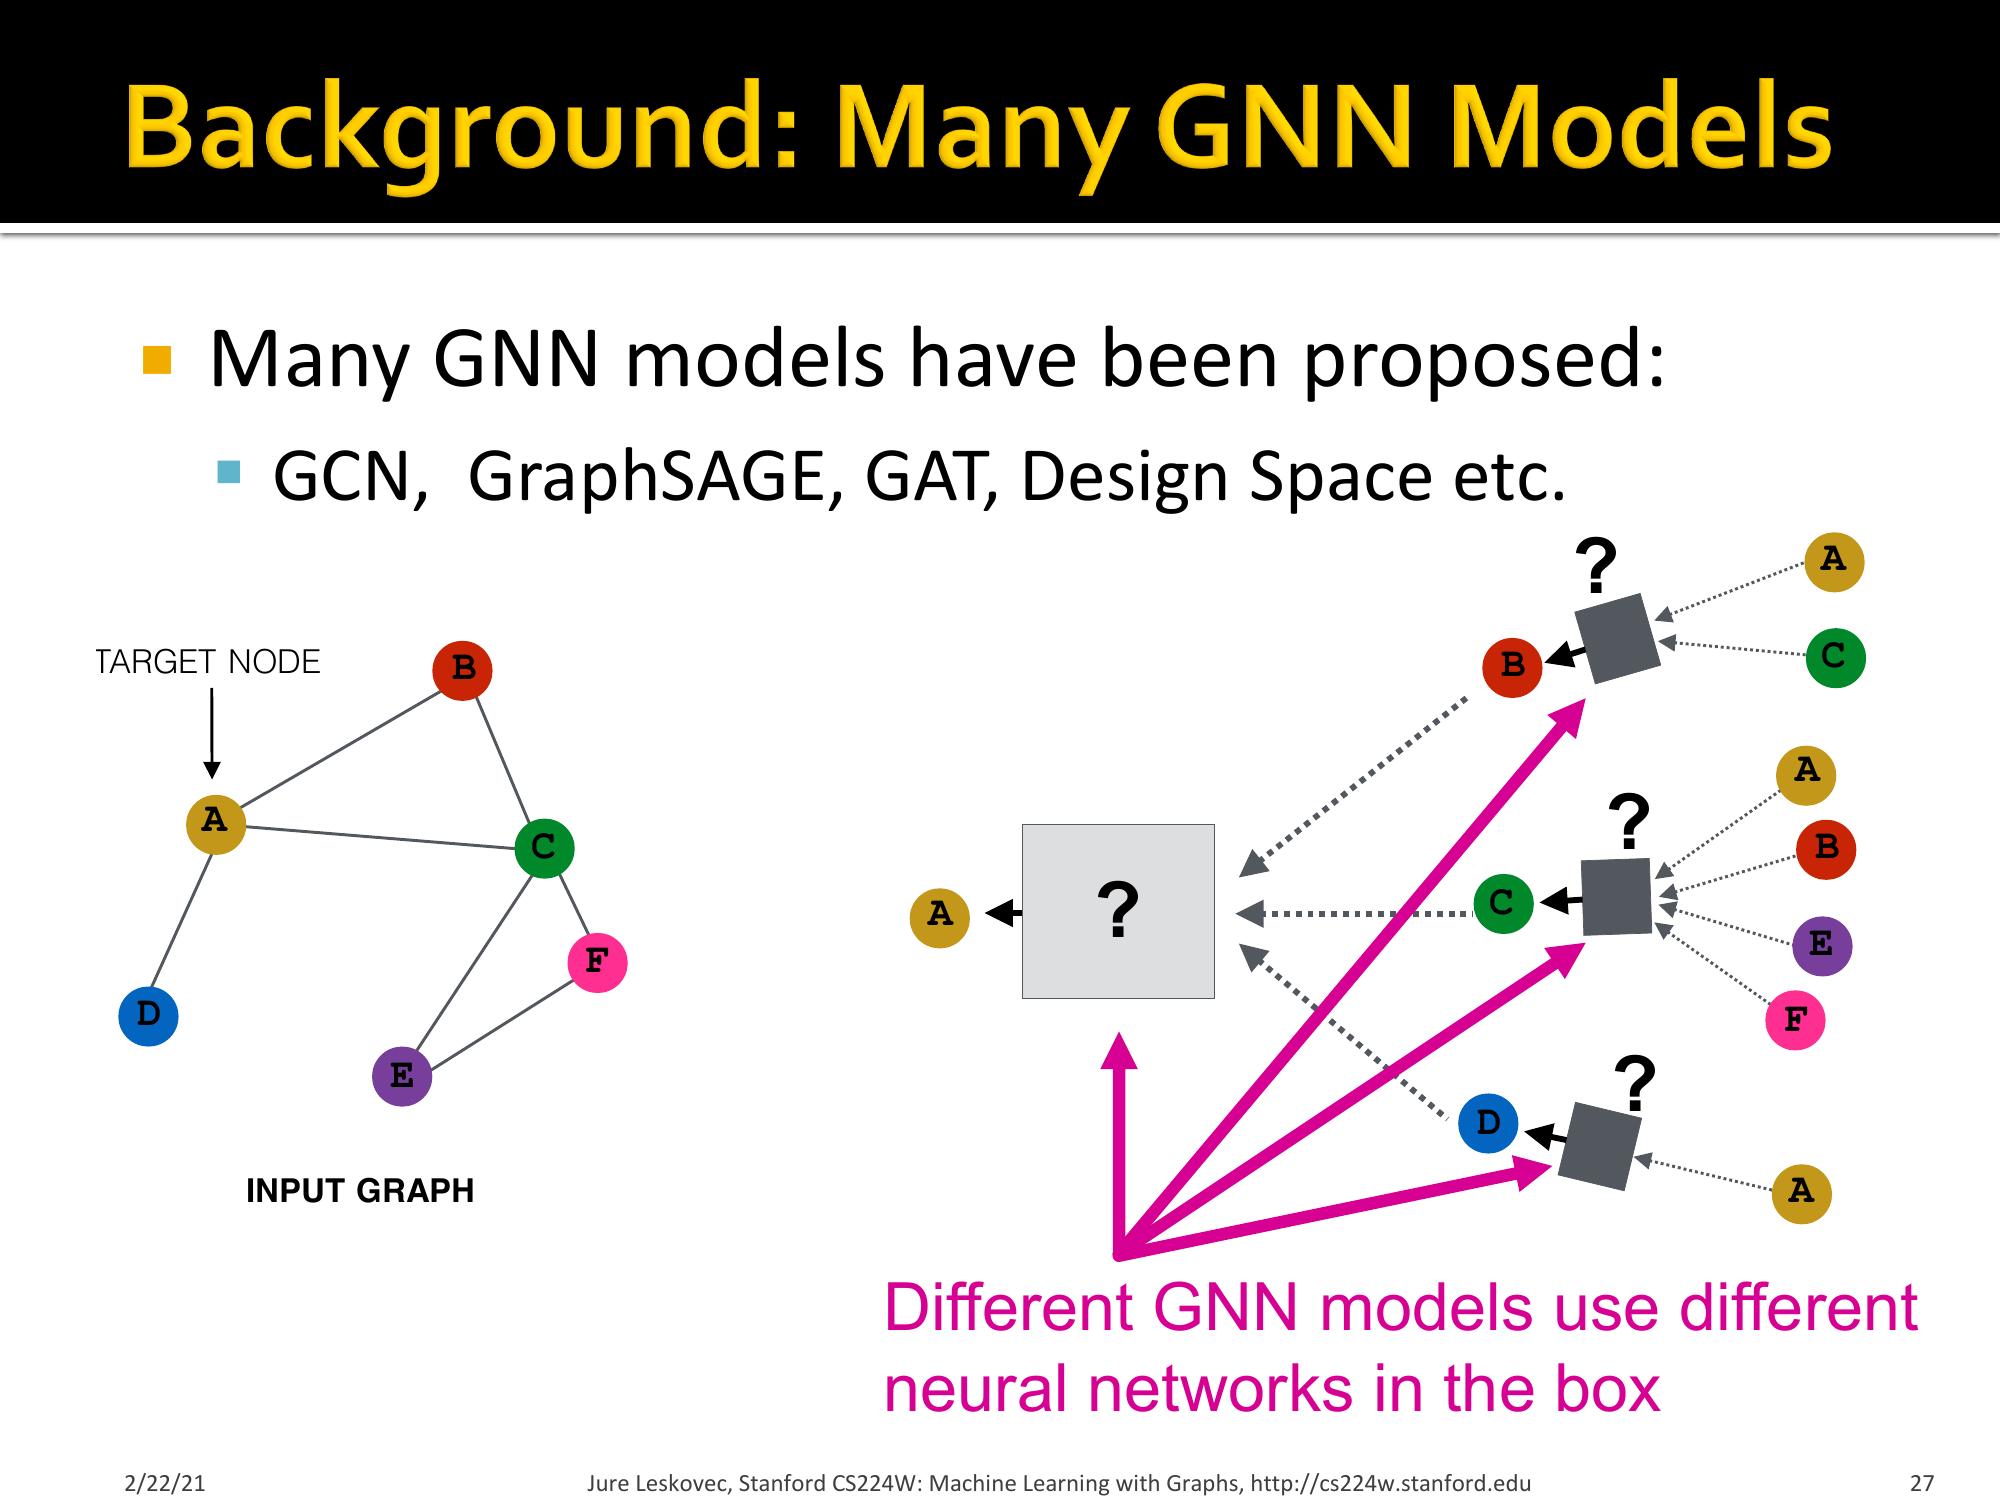 Background: Many GNN Models
Many GNN models have been proposed:
GCN, GraphSAGE, GAT, Design Space etc.
TARGET NODE
B
A
C
F
D
E
INPUT GRAPH
?
A
B
C
?
A
B
?
A
C
E
F
?
D
A
Different GNN models use different
neural networks in the box
2/22/21
Jure Leskovec, Stanford CS224W: Machine Learning with Graphs, http://cs224w.stanford.edu
27